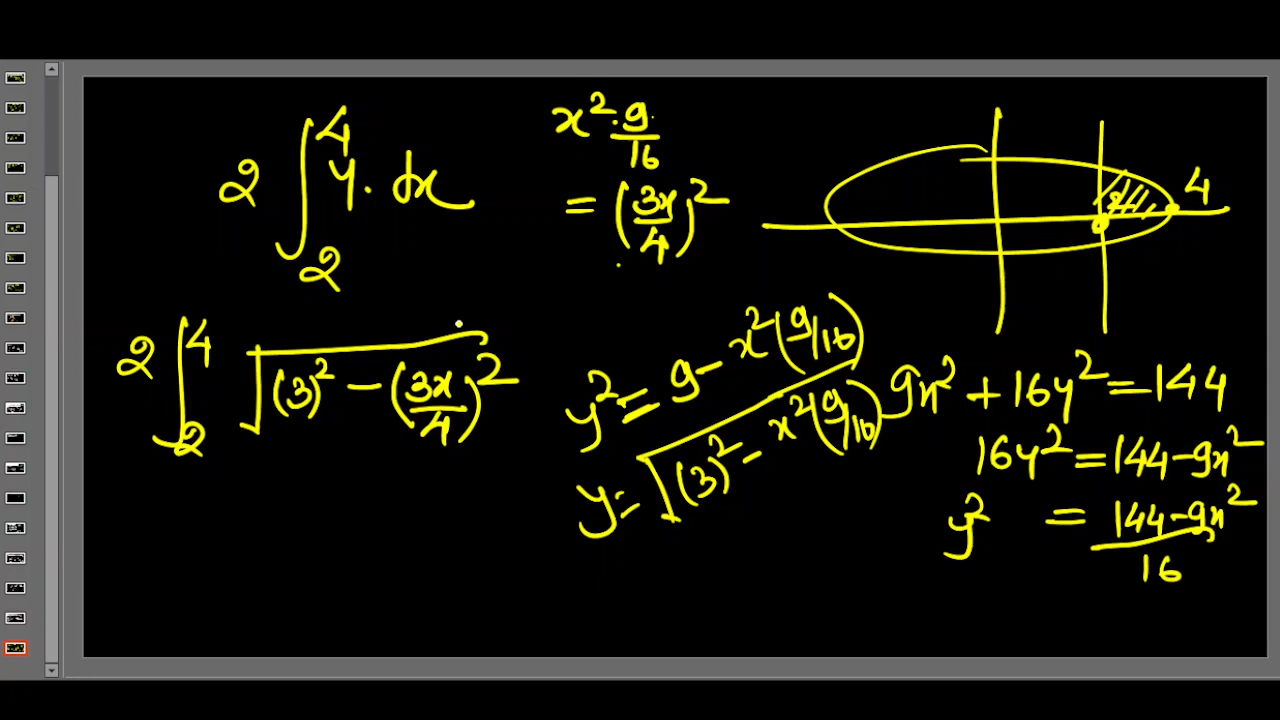 2 ∫₂⁴ y. dx
x² . 9/16
= (3x/4)²
4
2 ∫₂⁴ √((3)² − (3x/4)²)
y² = 9 − x²(9/16)
y = √((3)² − x²(9/16))
9x² + 16y² = 144
16y² = 144 − 9x²
y² = (144 − 9x²)/16